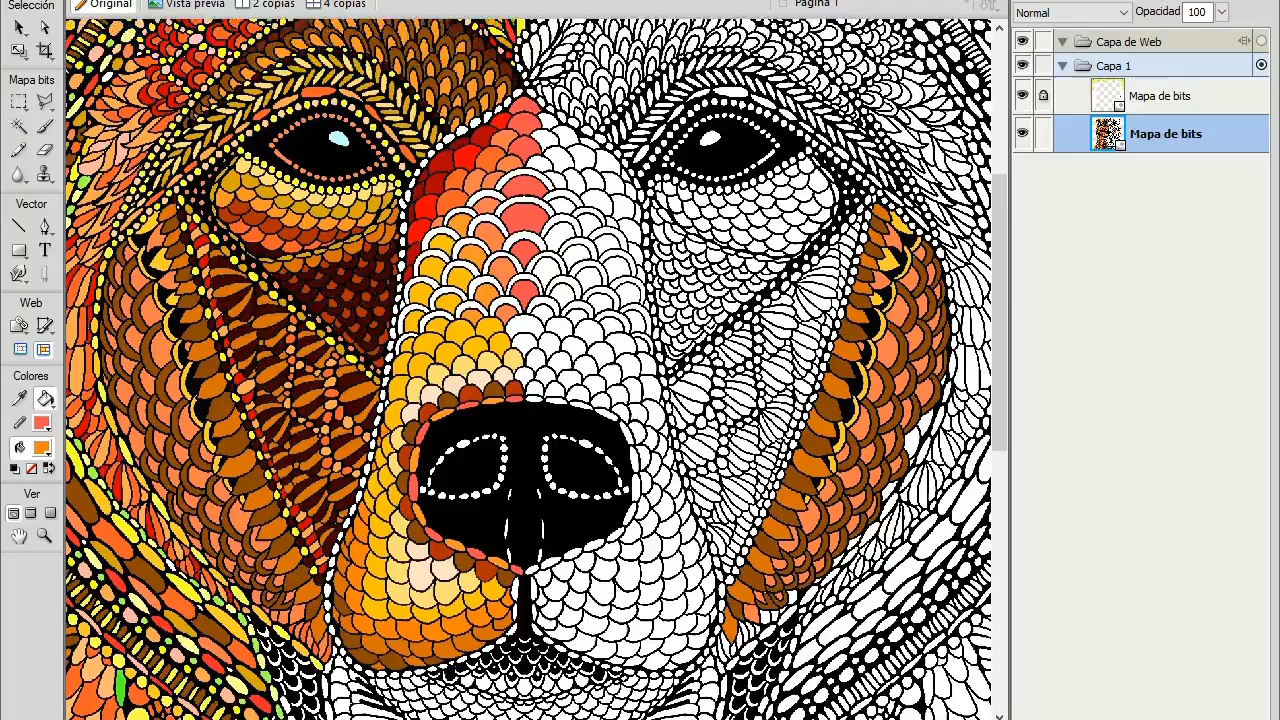 Selección
Original
Vista previa
2 copias
4 copias
Página 1
Normal
Opacidad
100
Capa de Web
Capa 1
Mapa de bits
Mapa de bits
Mapa bits
Vector
T
Web
Colores
Ver